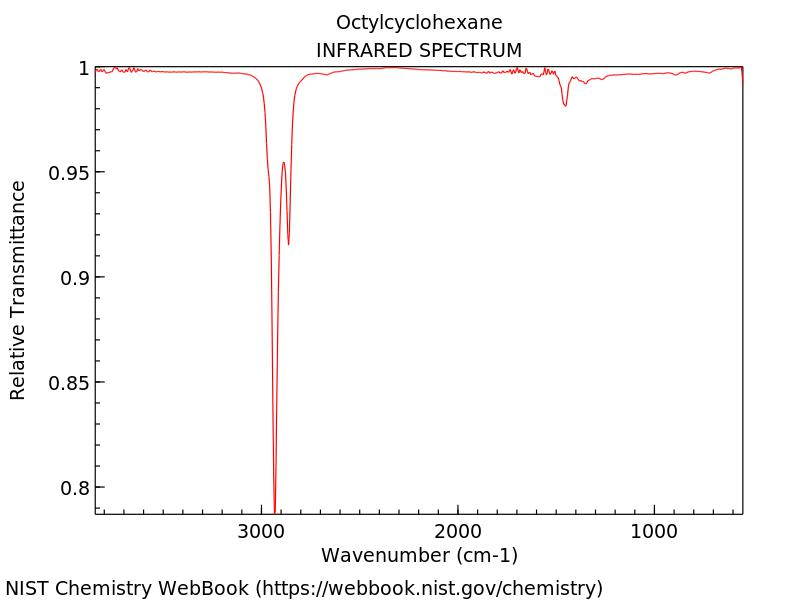 Octylcyclohexane
INFRARED SPECTRUM
1
0.95
0.9
0.85
0.8
Relative Transmittance
3000 2000 1000
Wavenumber (cm-1)
NIST Chemistry WebBook (https://webbook.nist.gov/chemistry)